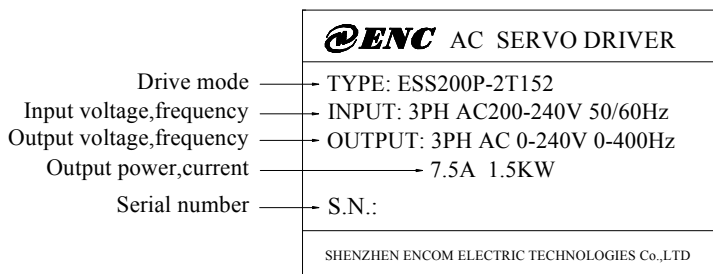 @ENC AC SERVO DRIVER
Drive mode TYPE: ESS200P-2T152
Input voltage,frequency INPUT: 3PH AC200-240V 50/60Hz
Output voltage,frequency OUTPUT: 3PH AC 0-240V 0-400Hz
Output power,current 7.5A 1.5KW
Serial number S.N.:
SHENZHEN ENCOM ELECTRIC TECHNOLOGIES Co.,LTD